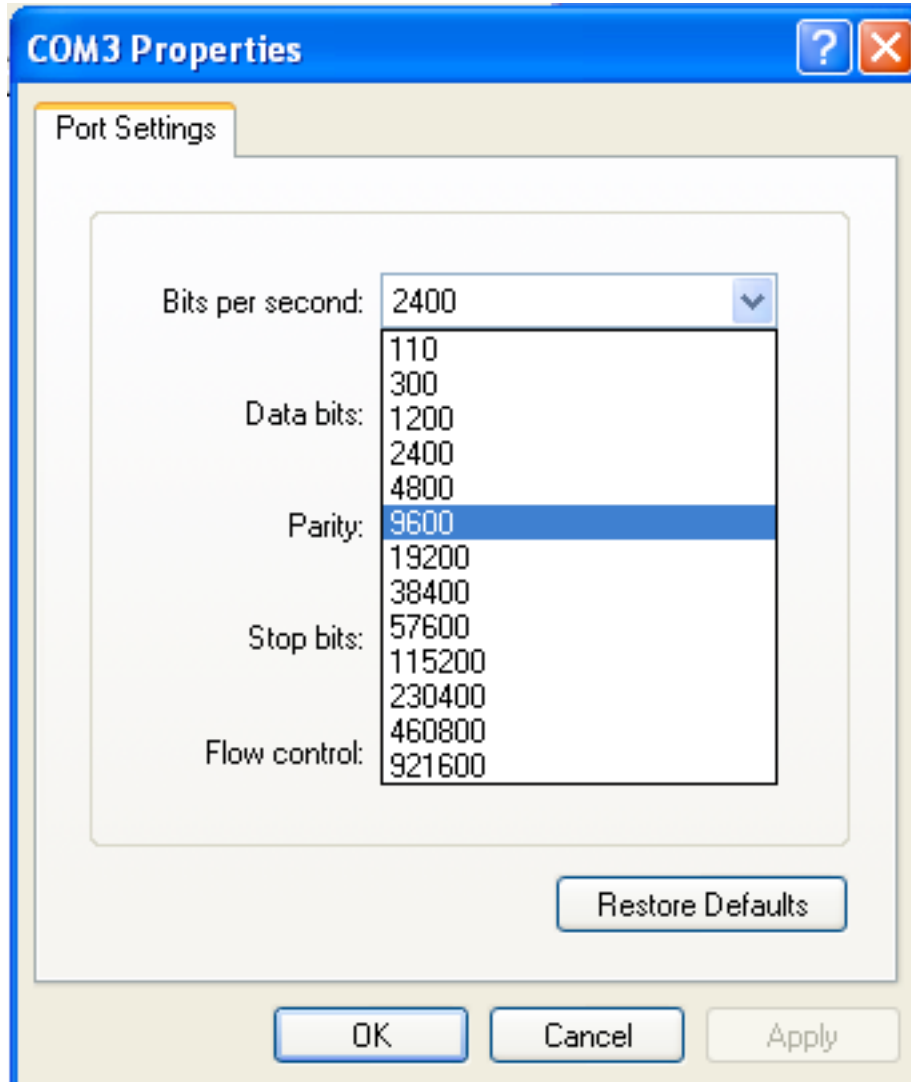 COM3 Properties
Port Settings
Bits per second: 2400
110
300
Data bits: 1200
2400
4800
Parity: 9600
19200
38400
Stop bits: 57600
115200
230400
Flow control: 460800
921600
Restore Defaults
OK Cancel Apply